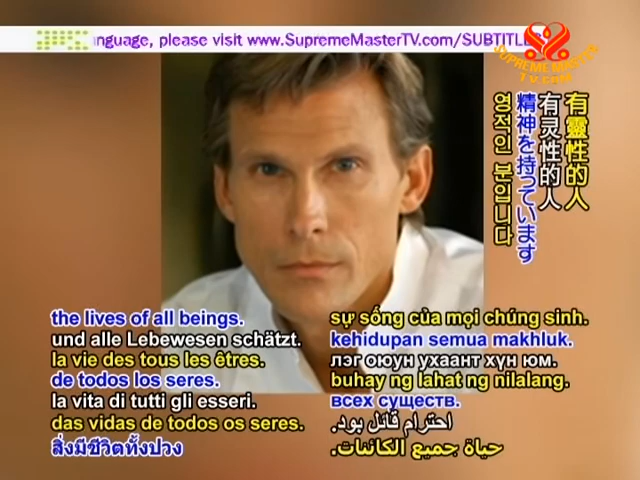 nguage, please visit www.SupremeMasterTV.com/SUBTITLES
SUPREME MASTER
TV.COM
有靈性的人
有灵性的人
精神を持っています
영적인 분입니다
the lives of all beings.
und alle Lebewesen schätzt.
la vie des tous les êtres.
de todos los seres.
la vita di tutti gli esseri.
das vidas de todos os seres.
สิ่งมีชีวิตทั้งปวง
sự sống của mọi chúng sinh.
kehidupan semua makhluk.
лэг оюун ухаант хүн юм.
buhay ng lahat ng nilalang.
всех существ.
احترام قائل بود.
حياة جميع الكائنات.